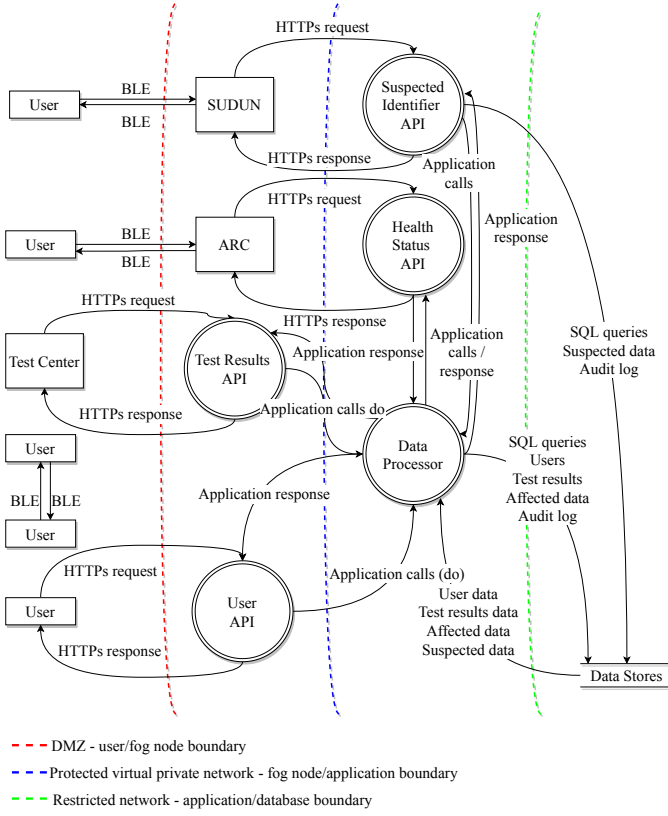 HTTPs request
User
BLE
BLE
SUDUN
Suspected
Identifier
API
HTTPs response
Application
calls
HTTPs request
User
BLE
BLE
ARC
Health
Status
API
Application
response
HTTPs request
HTTPs response
Application response
Application
calls /
response
SQL queries
Suspected data
Audit log
Test Center
Test Results
API
HTTPs response
Application calls do
Data
Processor
SQL queries
Users
Test results
Affected data
Audit log
User
BLE
BLE
User
Application response
HTTPs request
Application calls (do)
User
User
API
HTTPs response
User data
Test results data
Affected data
Suspected data
Data Stores
DMZ - user/fog node boundary
Protected virtual private network - fog node/application boundary
Restricted network - application/database boundary